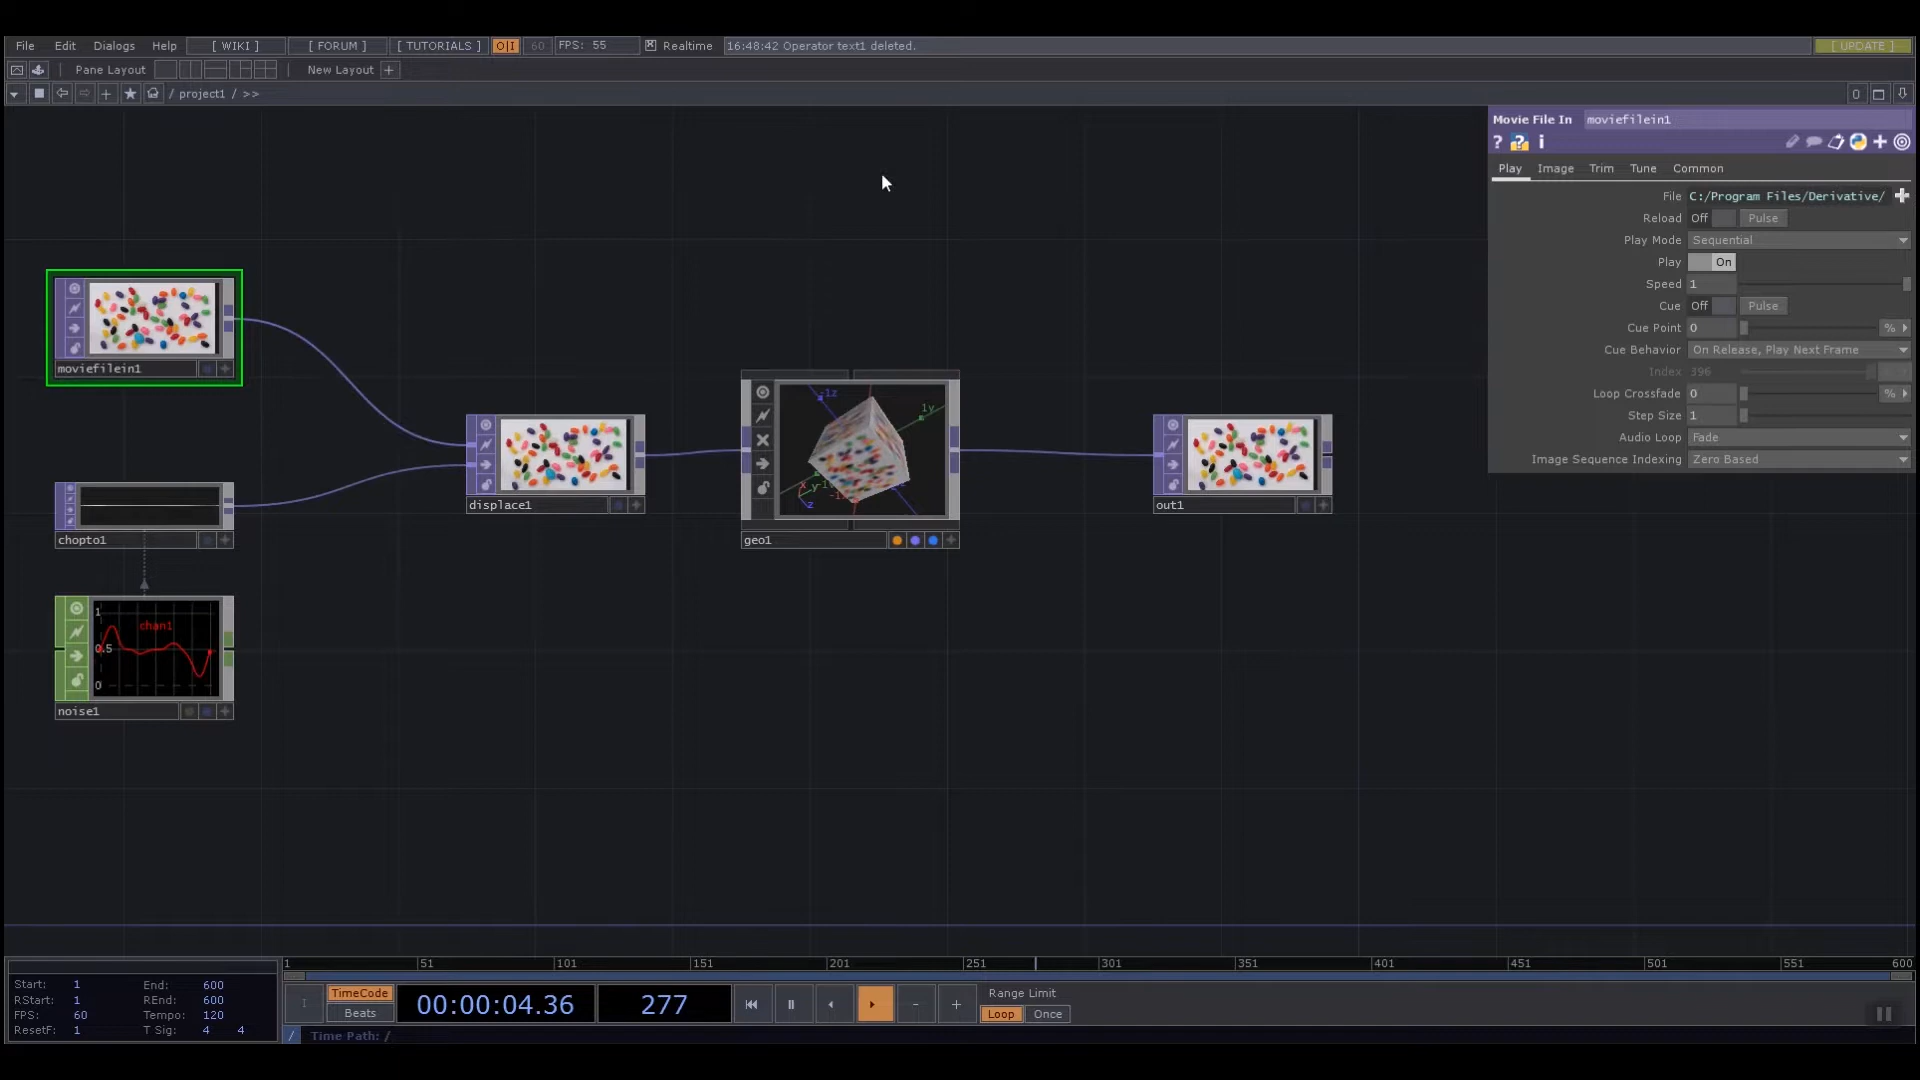 File Edit Dialogs Help [ WIKI ] [ FORUM ] [ TUTORIALS ] O|I 60 FPS: 55 Realtime 16:48:42 Operator text1 deleted. [ UPDATE ]
Pane Layout New Layout +
/ project1 / >> 0
Movie File In moviefilein1
? ? i
Play Image Trim Tune Common
File C:/Program Files/Derivative/
Reload Off Pulse
Play Mode Sequential
Play On
Speed 1
Cue Off Pulse
Cue Point 0 %
Cue Behavior On Release, Play Next Frame
Index 396
Loop Crossfade 0 %
Step Size 1
Audio Loop Fade
Image Sequence Indexing Zero Based
moviefilein1
-1z
1y
displace1
out1
chopto1
geo1
1
chan1
0.5
0
noise1
1 51 101 151 201 251 301 351 401 451 501 551 600
Start: 1 End: 600
RStart: 1 REnd: 600
FPS: 60 Tempo: 120
ResetF: 1 T Sig: 4 4
TimeCode
Beats
00:00:04.36
277
Range Limit
Loop Once
/ Time Path: /